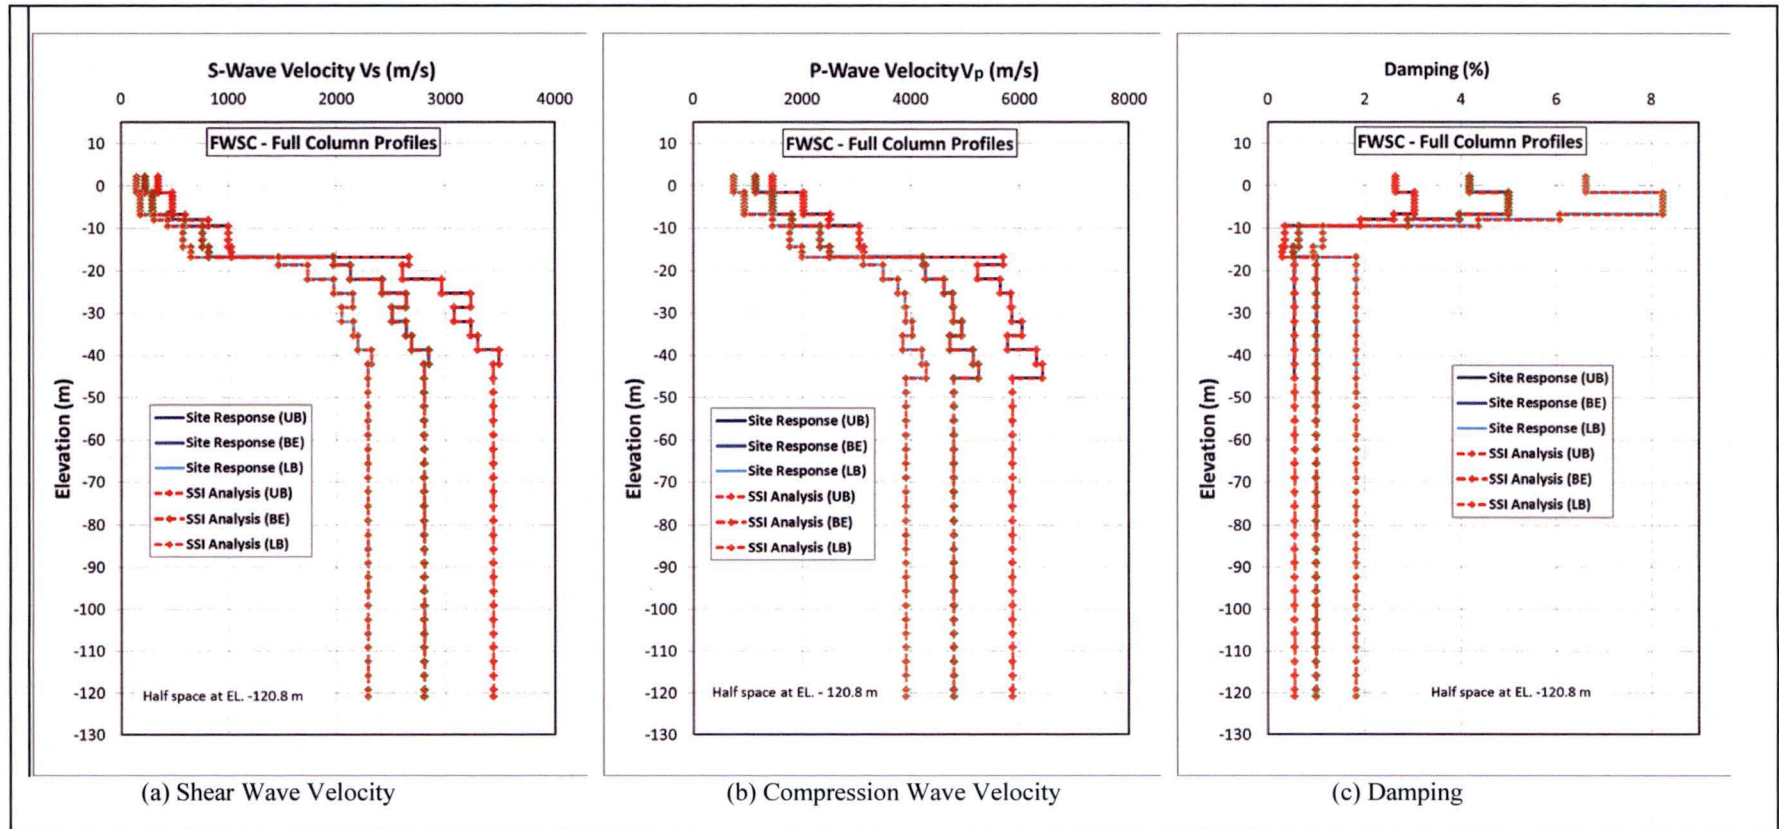 S-Wave Velocity Vs (m/s)
0 1000 2000 3000 4000
FWSC - Full Column Profiles
10
0
-10
-20
-30
-40
-50
-60
-70
-80
-90
-100
-110
-120
-130
Elevation (m)
Site Response (UB)
Site Response (BE)
Site Response (LB)
SSI Analysis (UB)
SSI Analysis (BE)
SSI Analysis (LB)
Half space at EL. -120.8 m
(a) Shear Wave Velocity
P-Wave Velocity Vp (m/s)
0 2000 4000 6000 8000
FWSC - Full Column Profiles
10
0
-10
-20
-30
-40
-50
-60
-70
-80
-90
-100
-110
-120
-130
Elevation (m)
Site Response (UB)
Site Response (BE)
Site Response (LB)
SSI Analysis (UB)
SSI Analysis (BE)
SSI Analysis (LB)
Half space at EL. - 120.8 m
(b) Compression Wave Velocity
Damping (%)
0 2 4 6 8
FWSC - Full Column Profiles
10
0
-10
-20
-30
-40
-50
-60
-70
-80
-90
-100
-110
-120
-130
Elevation (m)
Site Response (UB)
Site Response (BE)
Site Response (LB)
SSI Analysis (UB)
SSI Analysis (BE)
SSI Analysis (LB)
Half space at EL. -120.8 m
(c) Damping